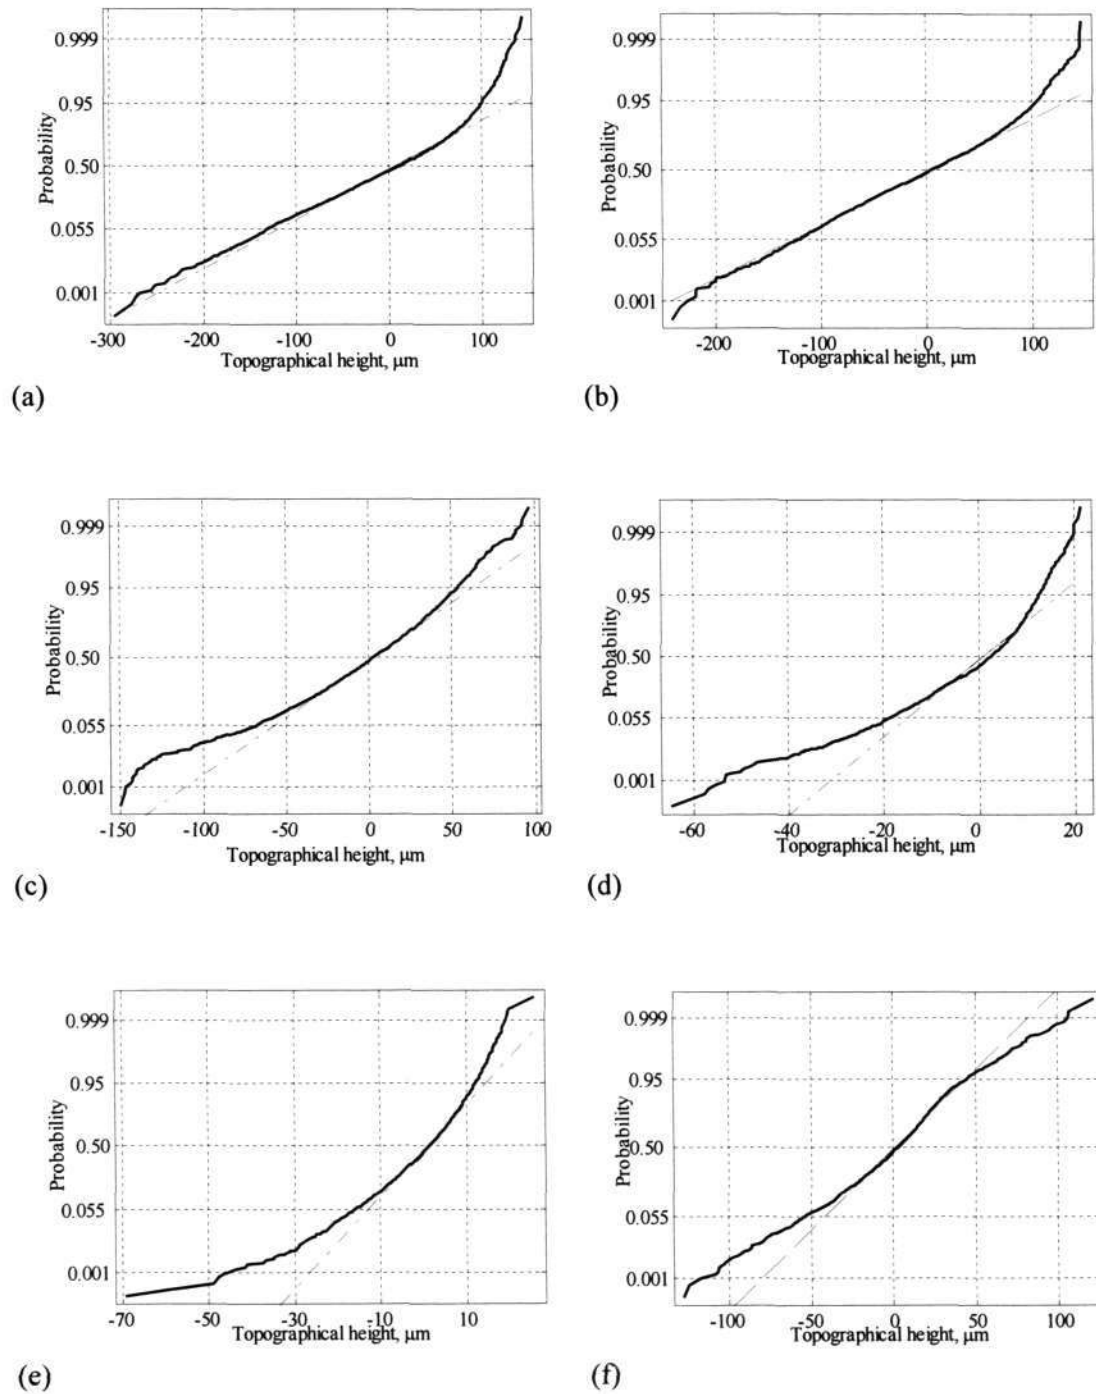 0.999
0.95
0.50
0.055
0.001
Probability
-300 -200 -100 0 100
Topographical height, μm
(a)
0.999
0.95
0.50
0.055
0.001
Probability
-200 -100 0 100
Topographical height, μm
(b)
0.999
0.95
0.50
0.055
0.001
Probability
-150 -100 -50 0 50 100
Topographical height, μm
(c)
0.999
0.95
0.50
0.055
0.001
Probability
-60 -40 -20 0 20
Topographical height, μm
(d)
0.999
0.95
0.50
0.055
0.001
Probability
-70 -50 -30 -10 10
Topographical height, μm
(e)
0.999
0.95
0.50
0.055
0.001
Probability
-100 -50 0 50 100
Topographical height, μm
(f)